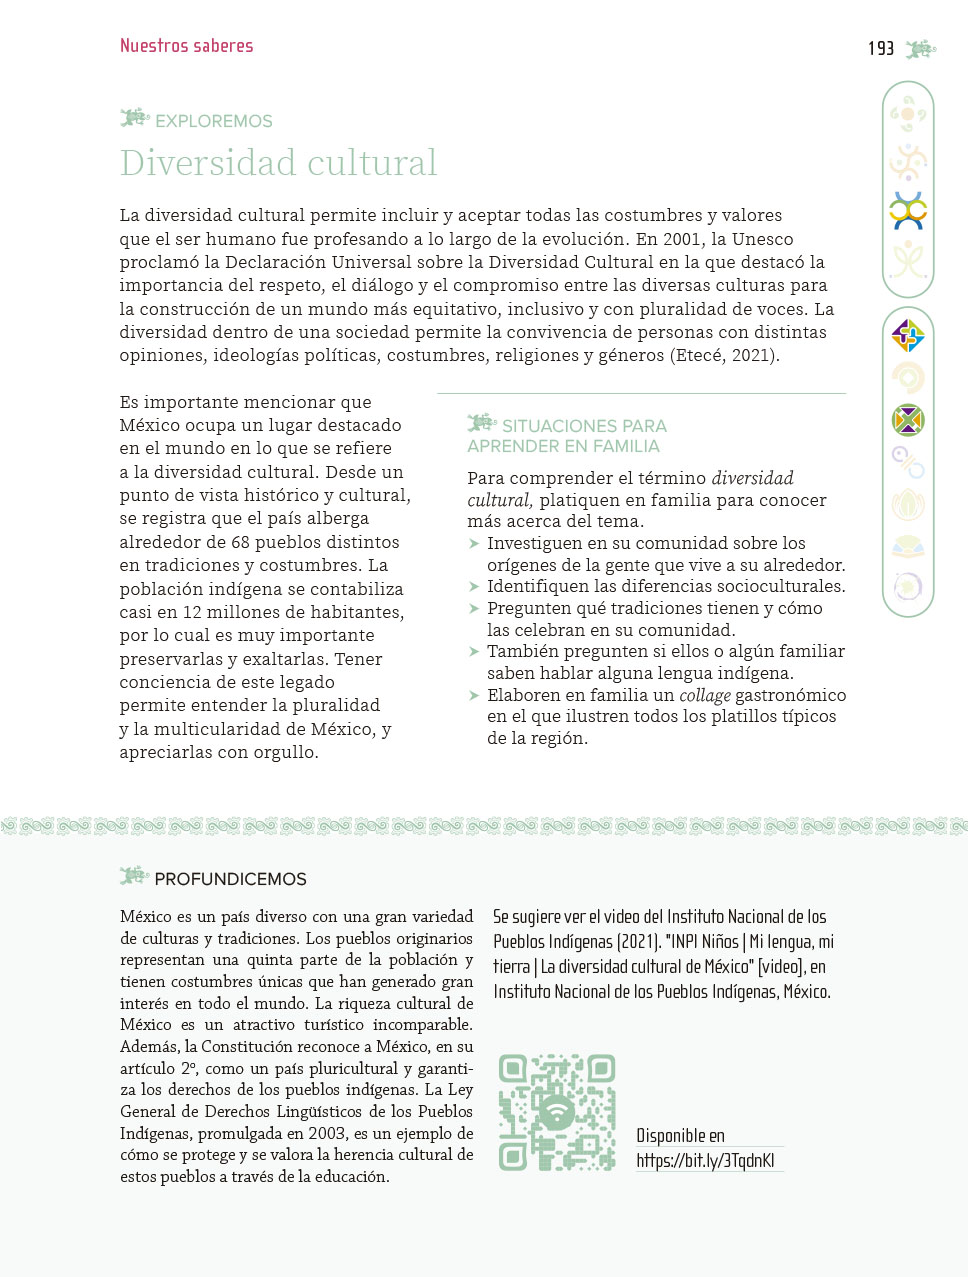 Nuestros saberes
193
EXPLOREMOS
Diversidad cultural
La diversidad cultural permite incluir y aceptar todas las costumbres y valores
que el ser humano fue profesando a lo largo de la evolución. En 2001, la Unesco
proclamó la Declaración Universal sobre la Diversidad Cultural en la que destacó la
importancia del respeto, el diálogo y el compromiso entre las diversas culturas para
la construcción de un mundo más equitativo, inclusivo y con pluralidad de voces. La
diversidad dentro de una sociedad permite la convivencia de personas con distintas
opiniones, ideologías políticas, costumbres, religiones y géneros (Etecé, 2021).
Es importante mencionar que
México ocupa un lugar destacado
en el mundo en lo que se refiere
a la diversidad cultural. Desde un
punto de vista histórico y cultural,
se registra que el país alberga
alrededor de 68 pueblos distintos
en tradiciones y costumbres. La
población indígena se contabiliza
casi en 12 millones de habitantes,
por lo cual es muy importante
preservarlas y exaltarlas. Tener
conciencia de este legado
permite entender la pluralidad
y la multicularidad de México, y
apreciarlas con orgullo.
SITUACIONES PARA
APRENDER EN FAMILIA
Para comprender el término diversidad
cultural, platiquen en familia para conocer
más acerca del tema.
➤ Investiguen en su comunidad sobre los
orígenes de la gente que vive a su alrededor.
➤ Identifiquen las diferencias socioculturales.
➤ Pregunten qué tradiciones tienen y cómo
las celebran en su comunidad.
➤ También pregunten si ellos o algún familiar
saben hablar alguna lengua indígena.
➤ Elaboren en familia un collage gastronómico
en el que ilustren todos los platillos típicos
de la región.
PROFUNDICEMOS
México es un país diverso con una gran variedad
de culturas y tradiciones. Los pueblos originarios
representan una quinta parte de la población y
tienen costumbres únicas que han generado gran
interés en todo el mundo. La riqueza cultural de
México es un atractivo turístico incomparable.
Además, la Constitución reconoce a México, en su
artículo 2º, como un país pluricultural y garanti-
za los derechos de los pueblos indígenas. La Ley
General de Derechos Lingüísticos de los Pueblos
Indígenas, promulgada en 2003, es un ejemplo de
cómo se protege y se valora la herencia cultural de
estos pueblos a través de la educación.
Se sugiere ver el video del Instituto Nacional de los
Pueblos Indígenas (2021). "INPI Niños | Mi lengua, mi
tierra | La diversidad cultural de México" [video], en
Instituto Nacional de los Pueblos Indígenas, México.
Disponible en
https://bit.ly/3TqdnKI